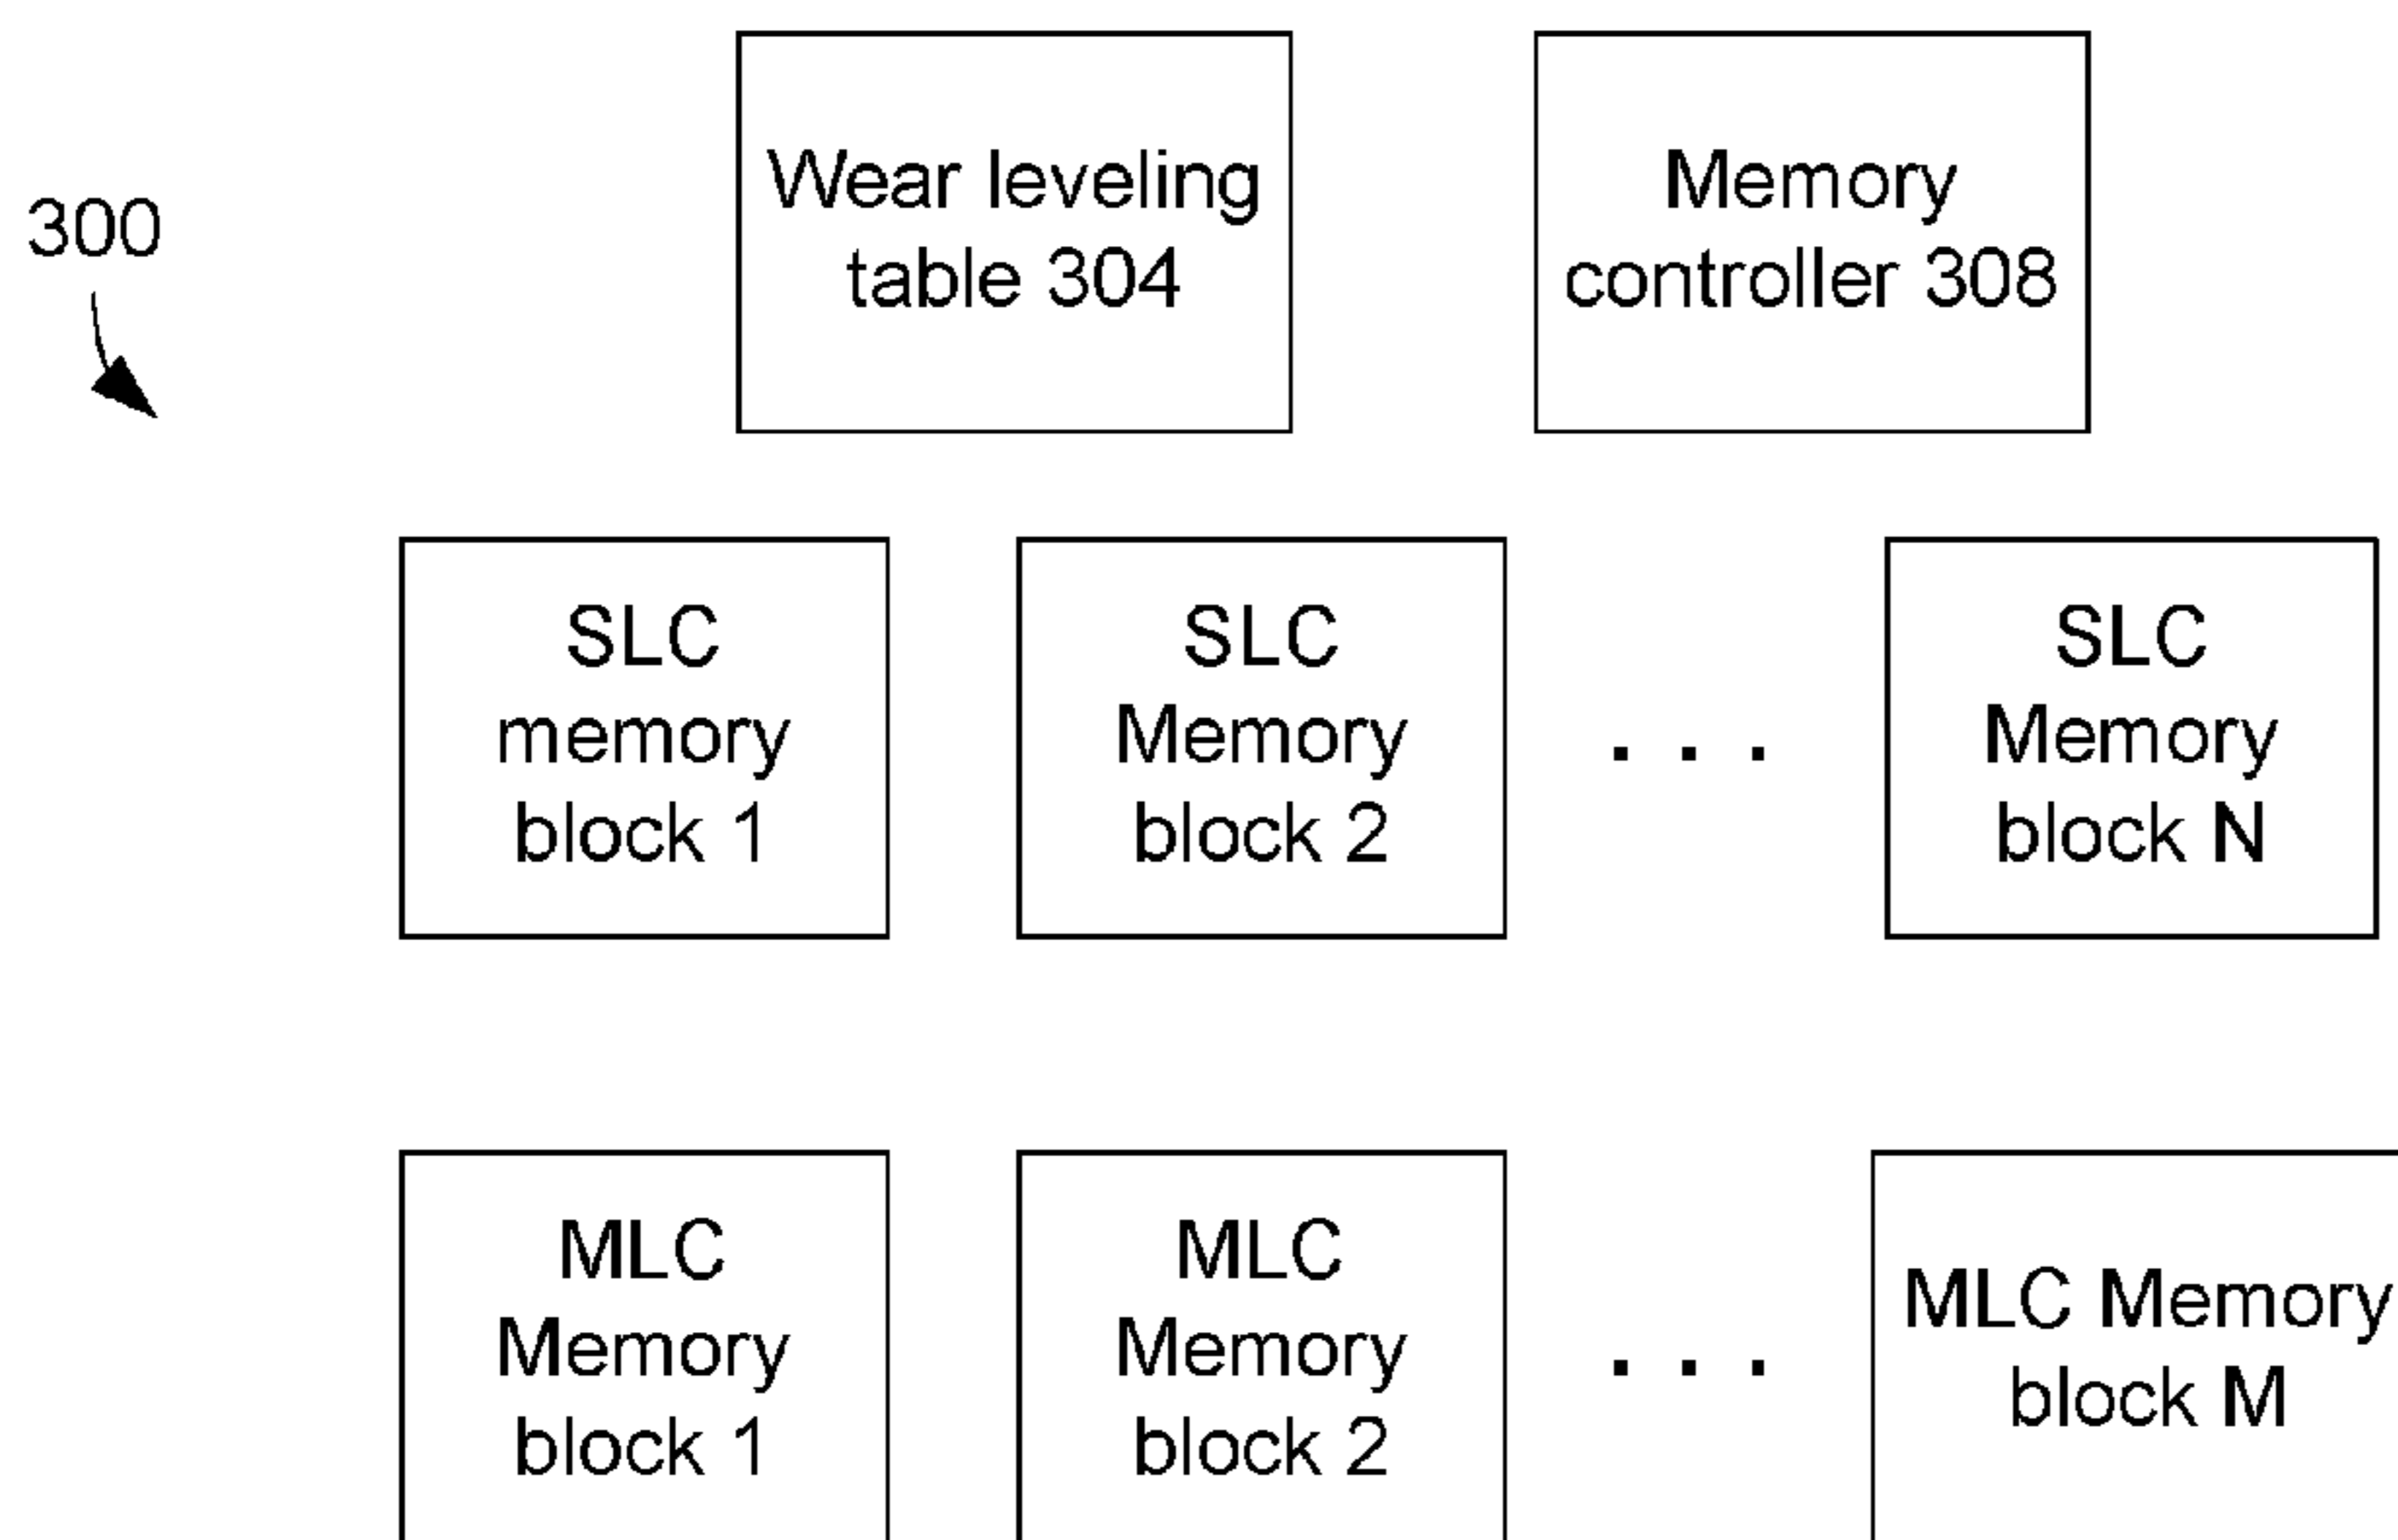 300
Wear leveling
table 304
Memory
controller 308
SLC
memory
block 1
SLC
Memory
block 2
. . .
SLC
Memory
block N
MLC
Memory
block 1
MLC
Memory
block 2
. . .
MLC Memory
block M